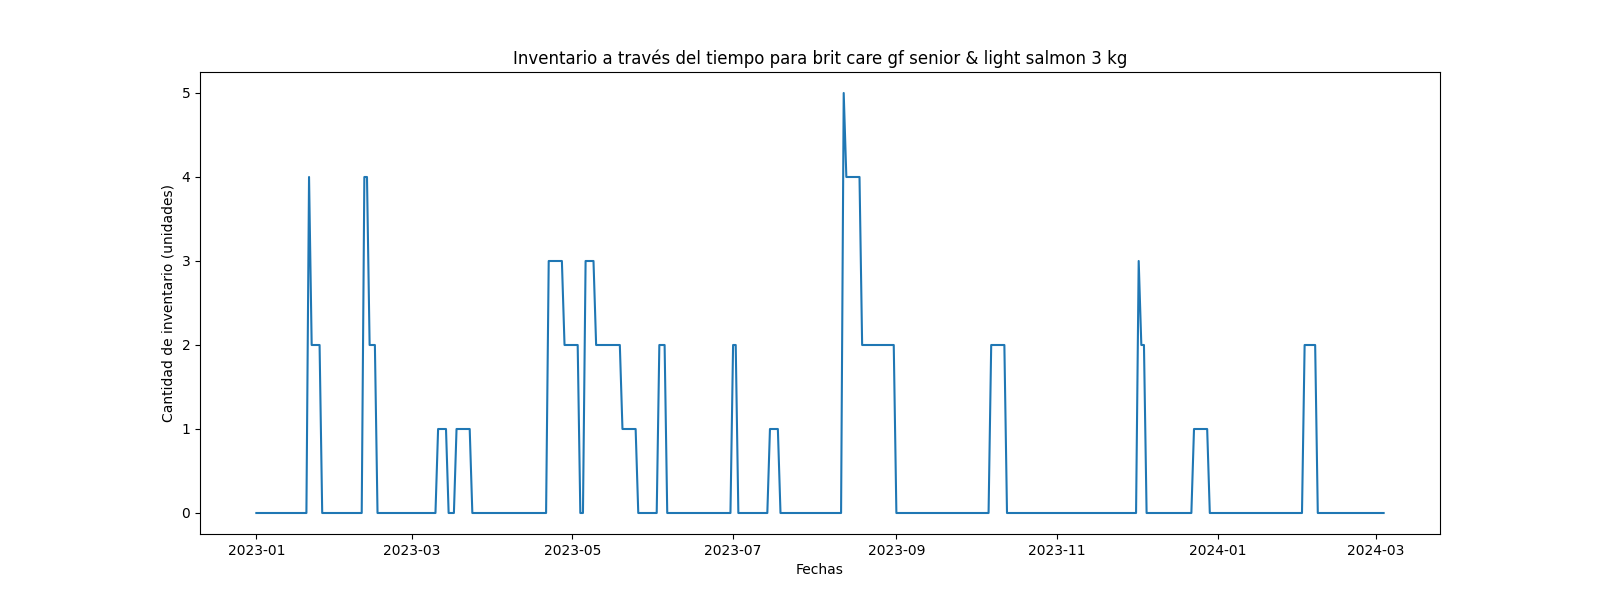 Inventario a través del tiempo para brit care gf senior & light salmon 3 kg
Cantidad de inventario (unidades)
5
4
3
2
1
0
2023-01 2023-03 2023-05 2023-07 2023-09 2023-11 2024-01 2024-03
Fechas